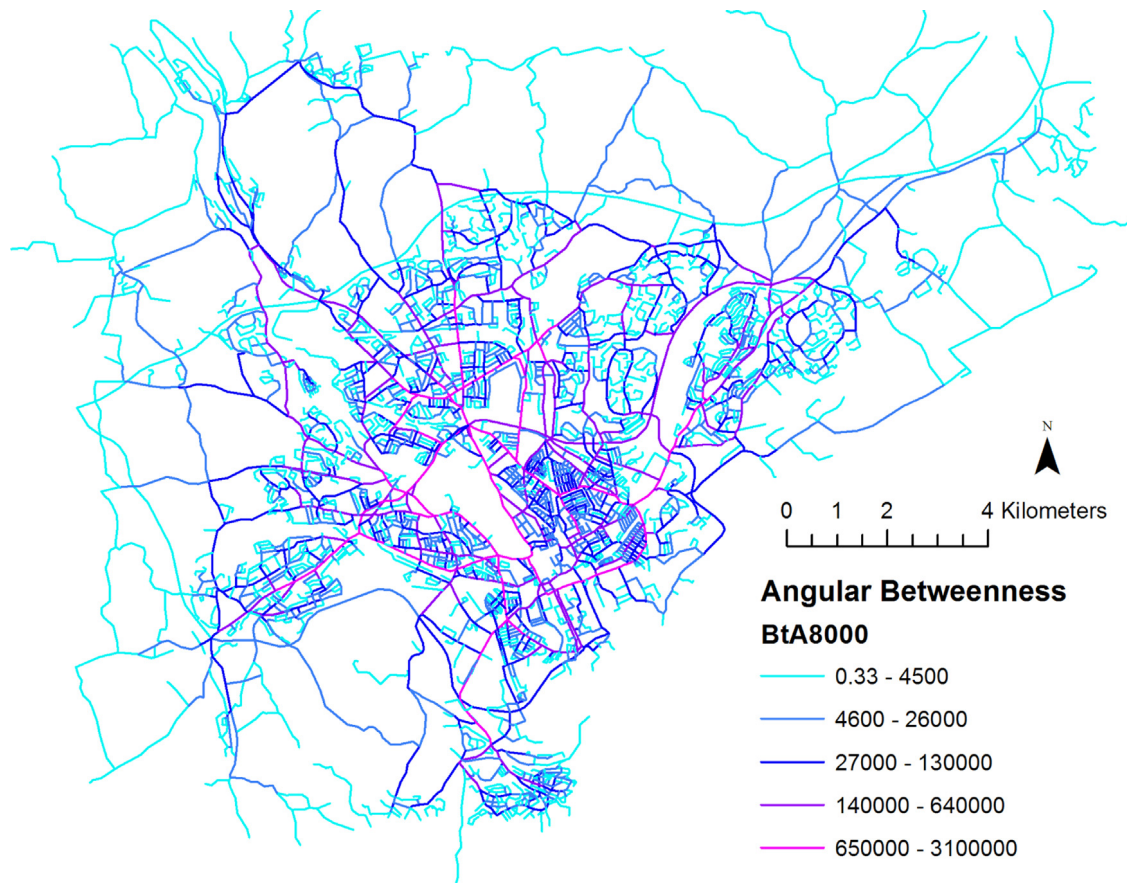 N
0 1 2 4 Kilometers
Angular Betweenness
BtA8000
0.33 - 4500
4600 - 26000
27000 - 130000
140000 - 640000
650000 - 3100000